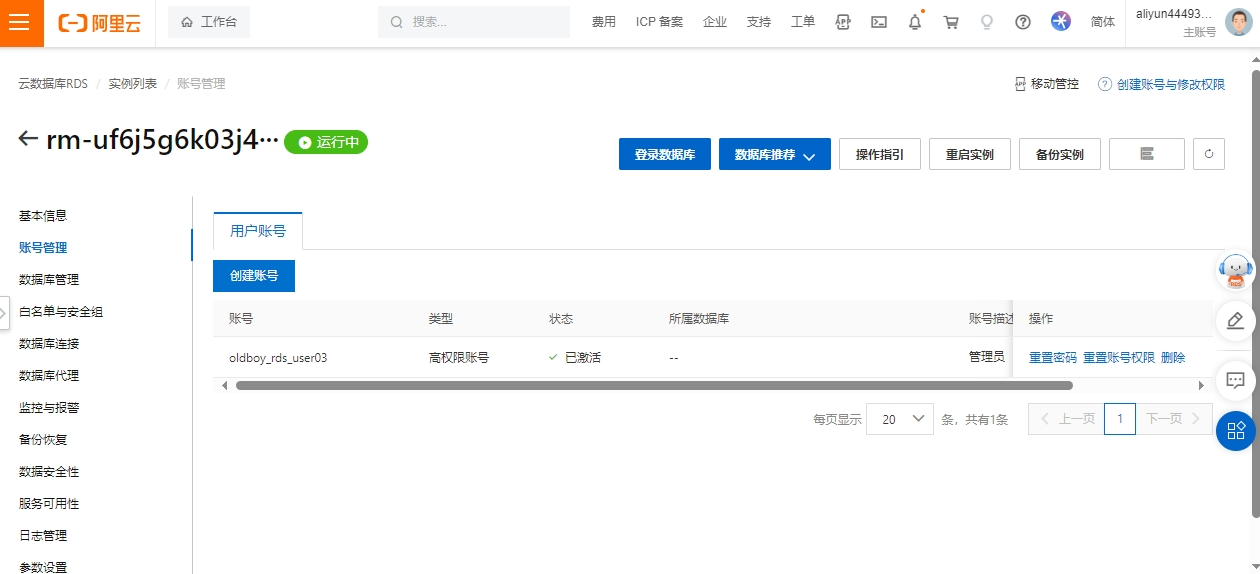 阿里云 工作台 搜索... 费用 ICP 备案 企业 支持 工单 简体 aliyun44493...
主账号
云数据库RDS / 实例列表 / 账号管理 移动管控 创建账号与修改权限
rm-uf6j5g6k03j4··· 运行中
登录数据库 数据库推荐 操作指引 重启实例 备份实例
基本信息
账号管理
数据库管理
白名单与安全组
数据库连接
数据库代理
监控与报警
备份恢复
数据安全性
服务可用性
日志管理
参数设置
用户账号
创建账号
账号 类型 状态 所属数据库 账号描述 操作
oldboy_rds_user03 高权限账号 已激活 -- 管理员 重置密码 重置账号权限 删除
每页显示 20 条，共有1条 上一页 1 下一页
RDS